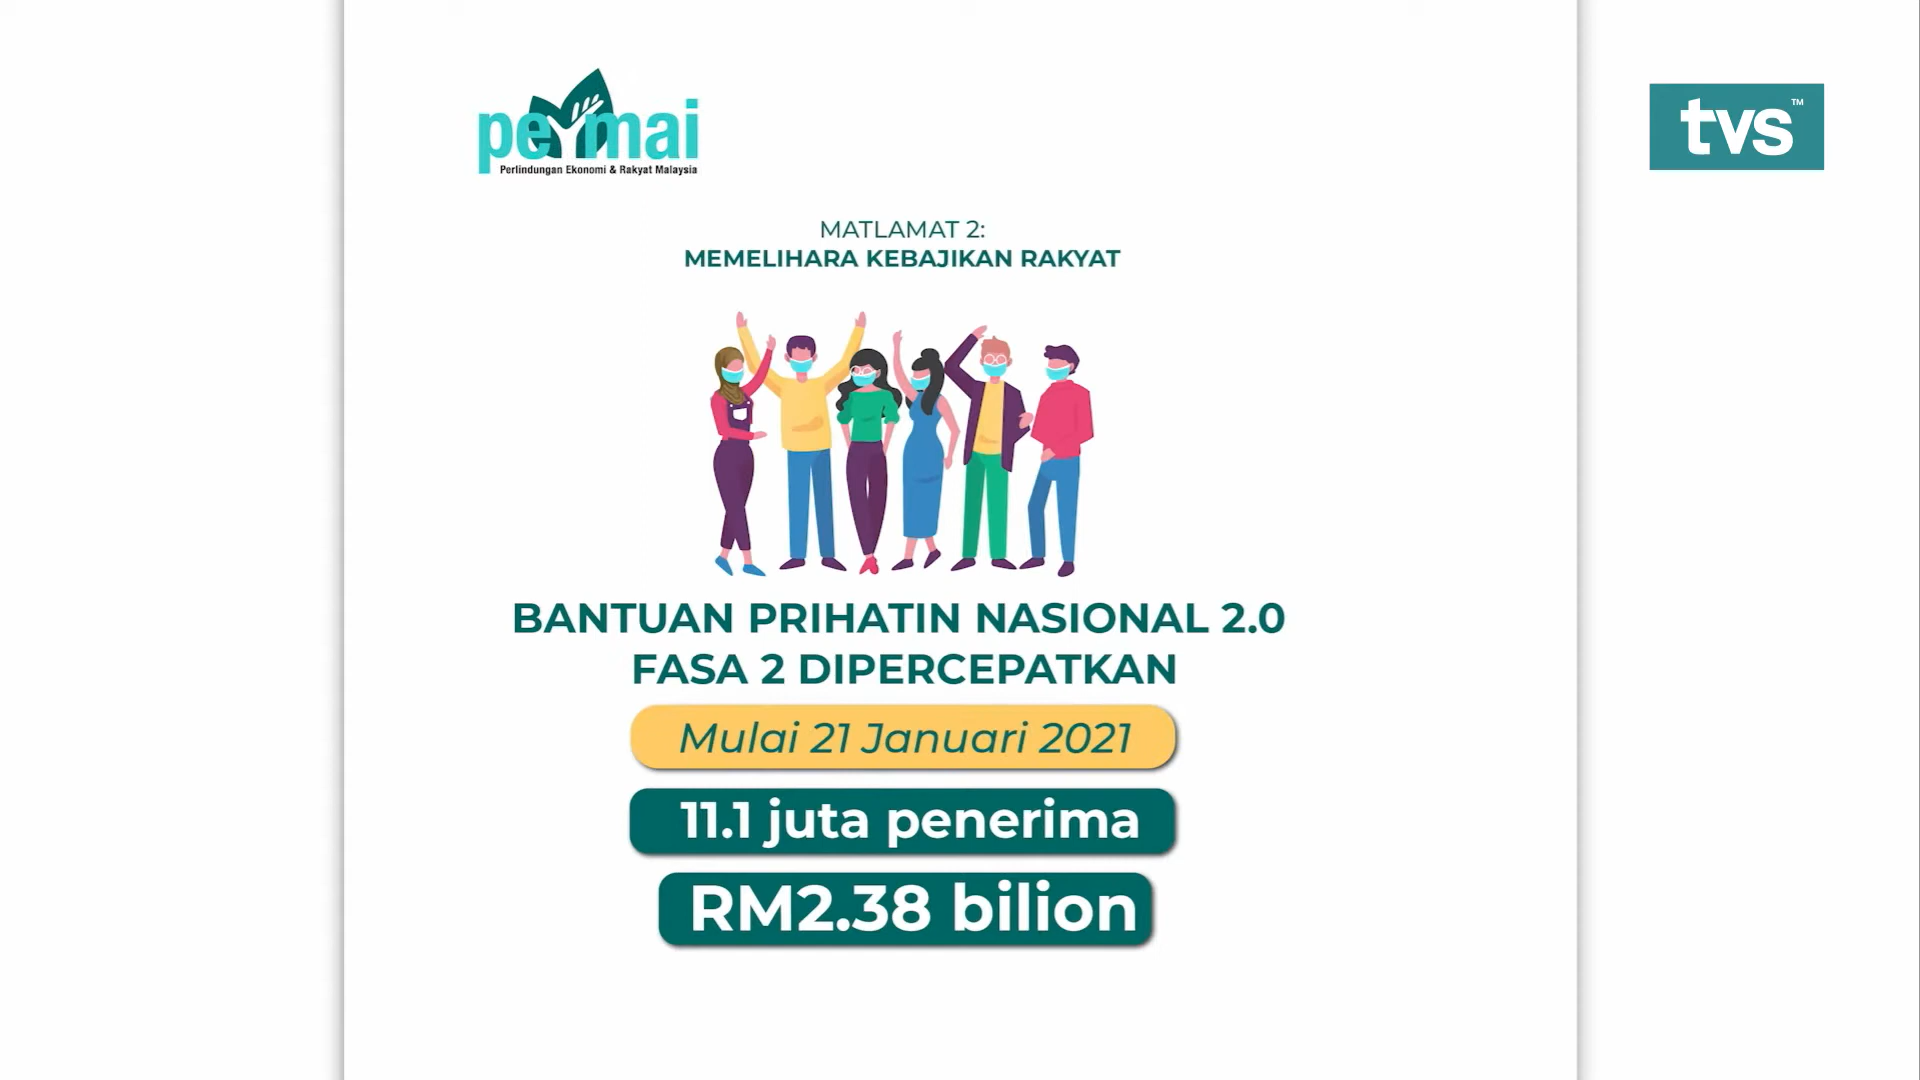 permai
Perlindungan Ekonomi & Rakyat Malaysia
tvs™
MATLAMAT 2:
MEMELIHARA KEBAJIKAN RAKYAT
BANTUAN PRIHATIN NASIONAL 2.0
FASA 2 DIPERCEPATKAN
Mulai 21 Januari 2021
11.1 juta penerima
RM2.38 bilion